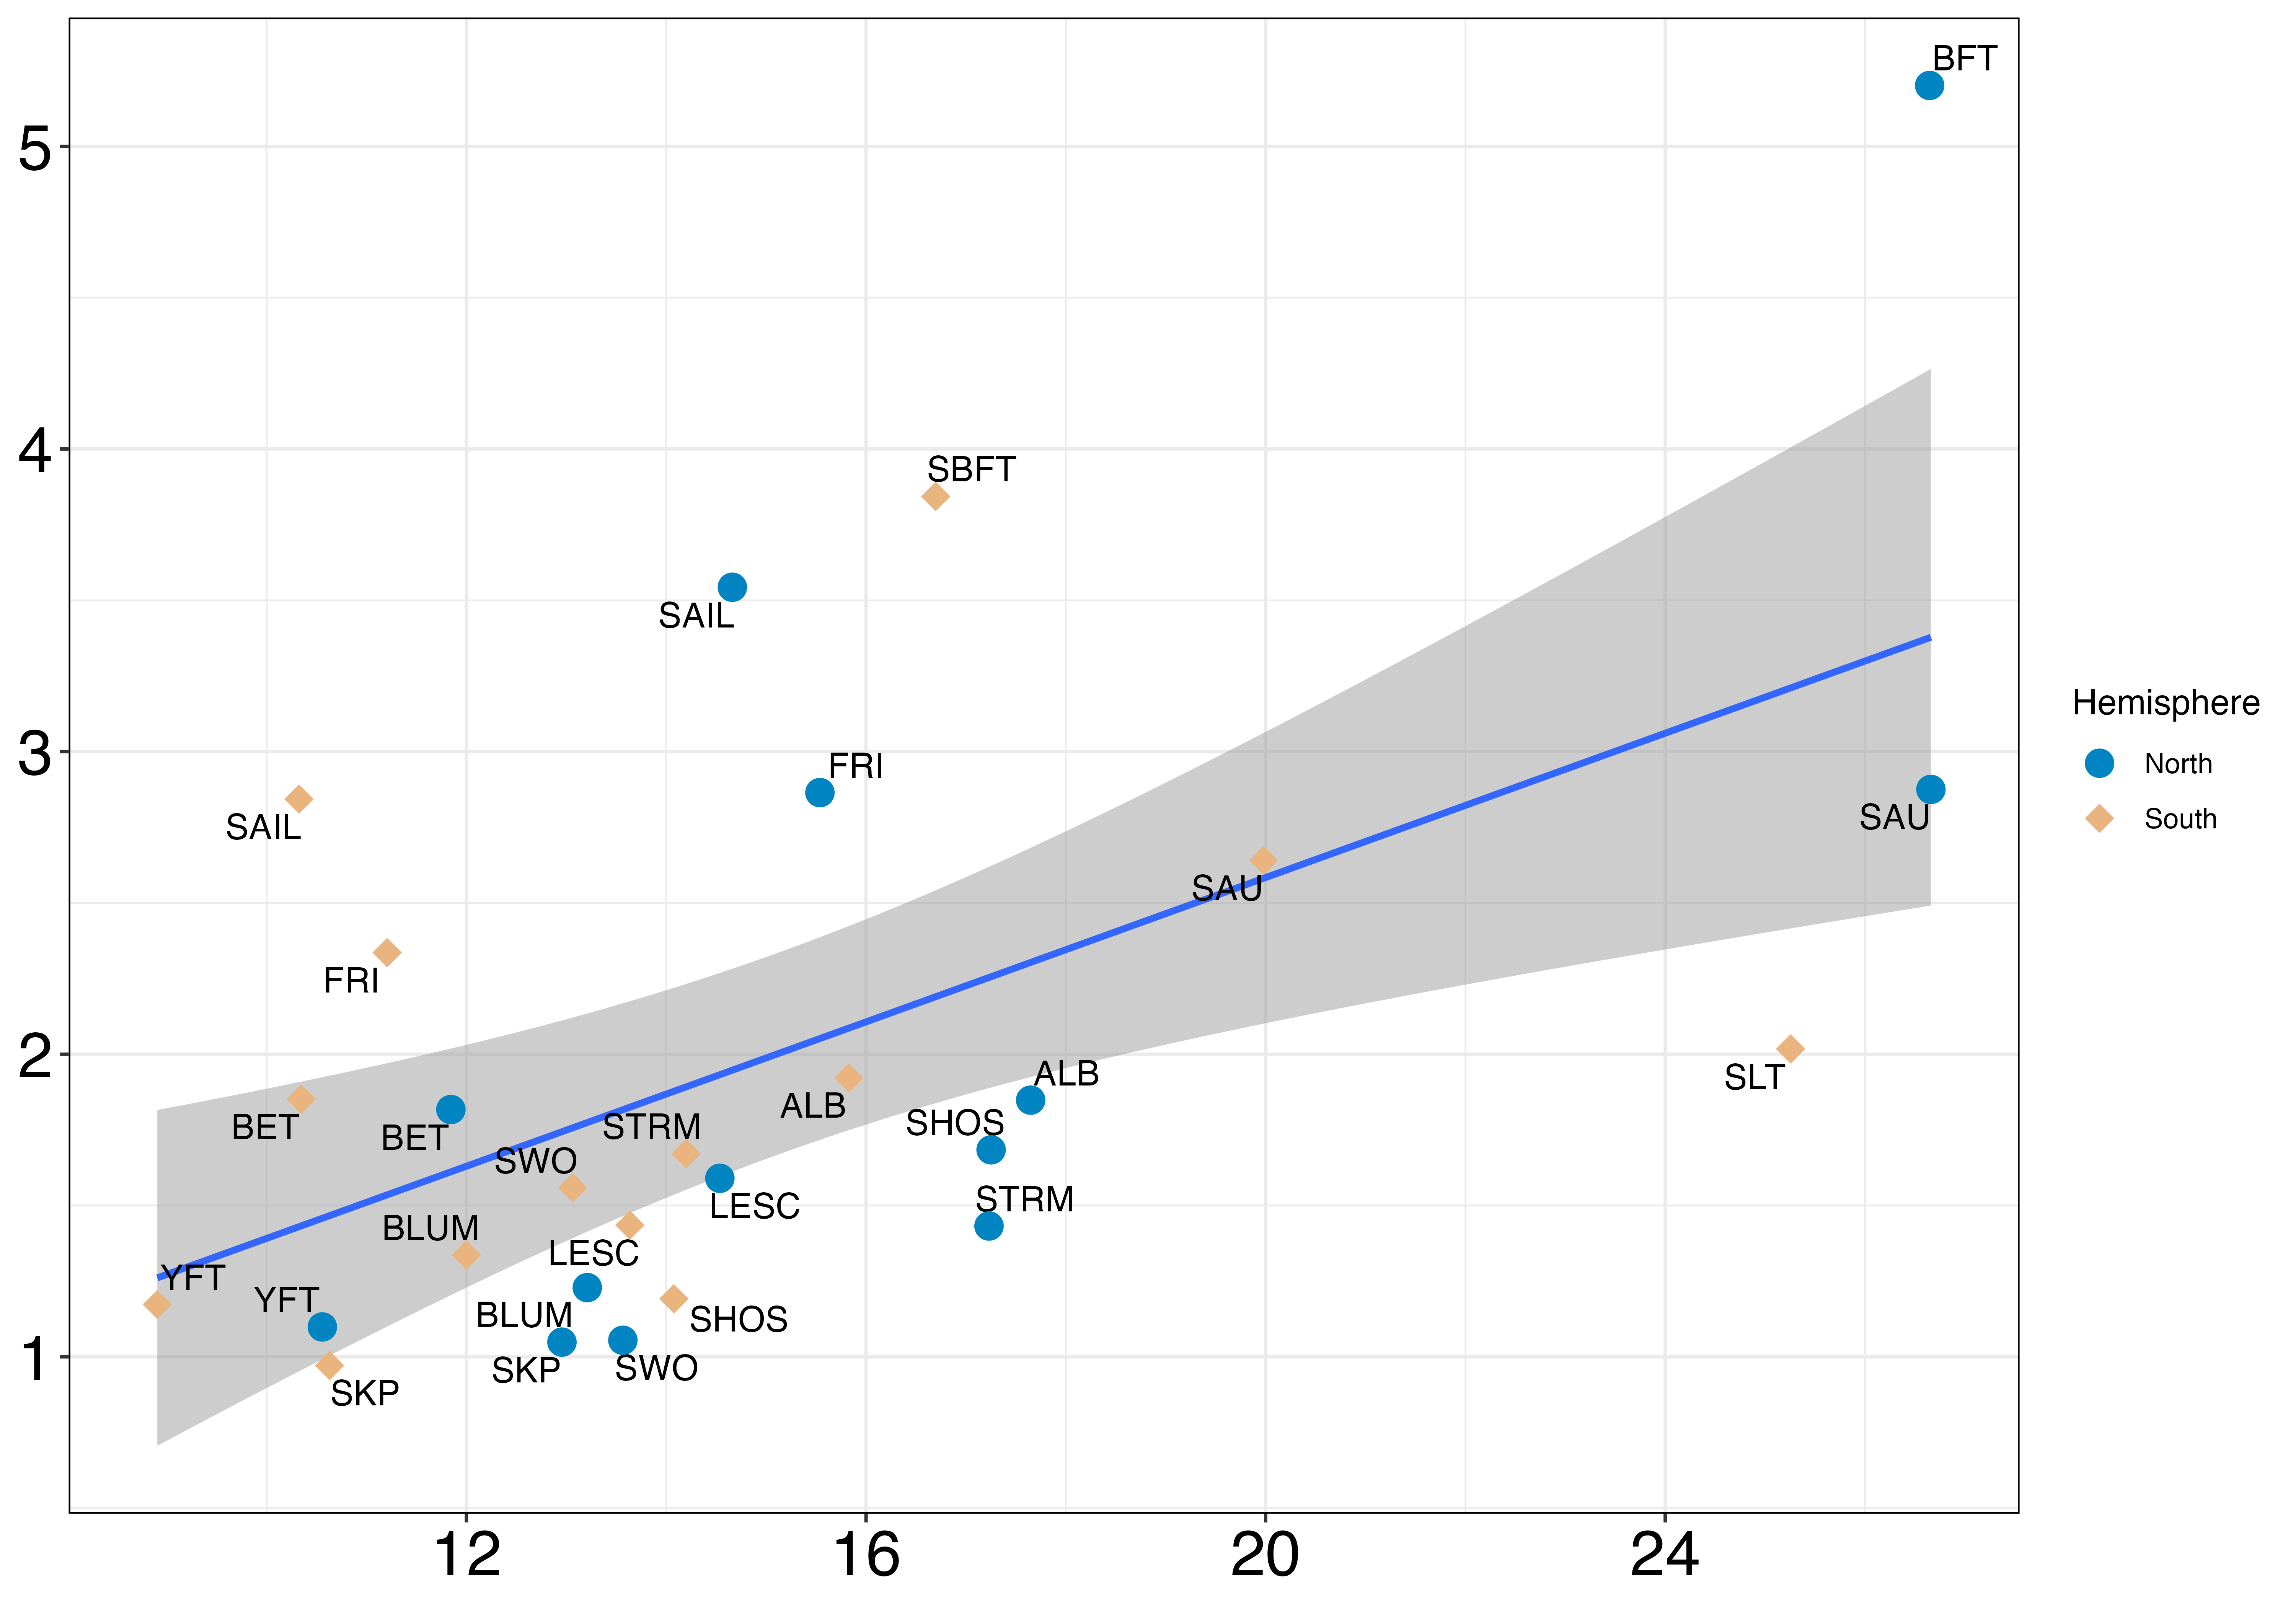 BFT
5
4
SBFT
SAIL
3
FRI
SAIL
SAU
SAU
FRI
2
ALB
SLT
BET
BET
STRM
ALB
SHOS
SWO
LESC
STRM
BLUM
LESC
YFT
YFT
BLUM
SHOS
1
SKP
SWO
SKP
12
16
20
24
Hemisphere
North
South